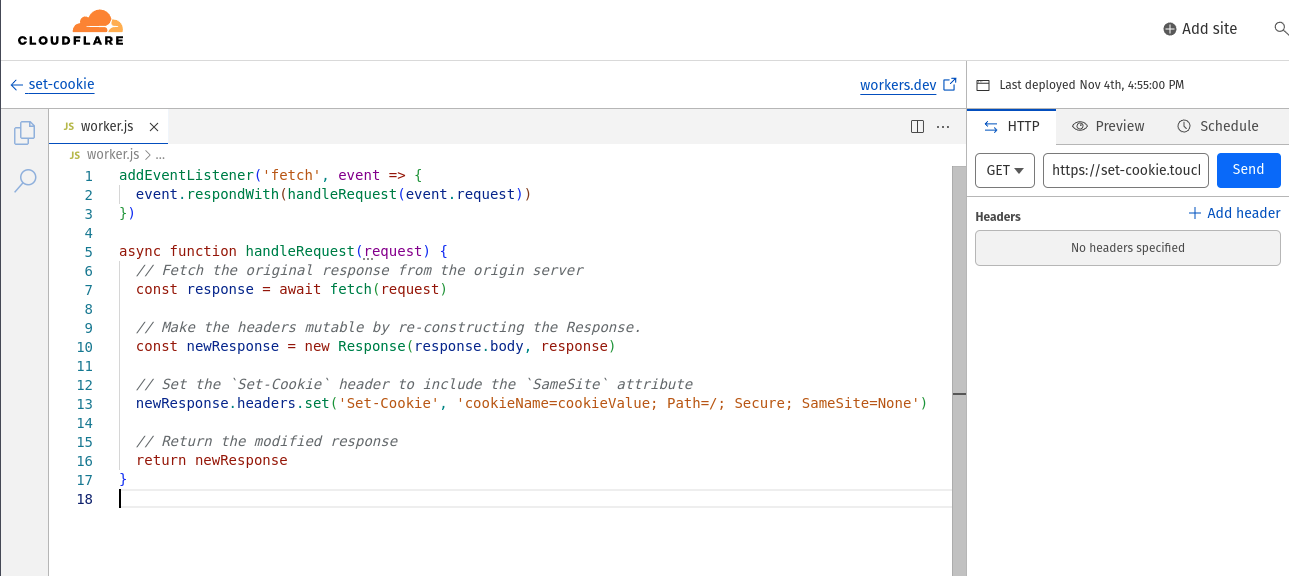 CLOUDFLARE
Add site
set-cookie
workers.dev
Last deployed Nov 4th, 4:55:00 PM
JS worker.js
HTTP
Preview
Schedule
JS worker.js > ...
GET
https://set-cookie.toucl
Send
Headers
+ Add header
No headers specified
1 addEventListener('fetch', event => {
2   event.respondWith(handleRequest(event.request))
3 })
4
5 async function handleRequest(request) {
6   // Fetch the original response from the origin server
7   const response = await fetch(request)
8
9   // Make the headers mutable by re-constructing the Response.
10   const newResponse = new Response(response.body, response)
11
12   // Set the `Set-Cookie` header to include the `SameSite` attribute
13   newResponse.headers.set('Set-Cookie', 'cookieName=cookieValue; Path=/; Secure; SameSite=None')
14
15   // Return the modified response
16   return newResponse
17 }
18